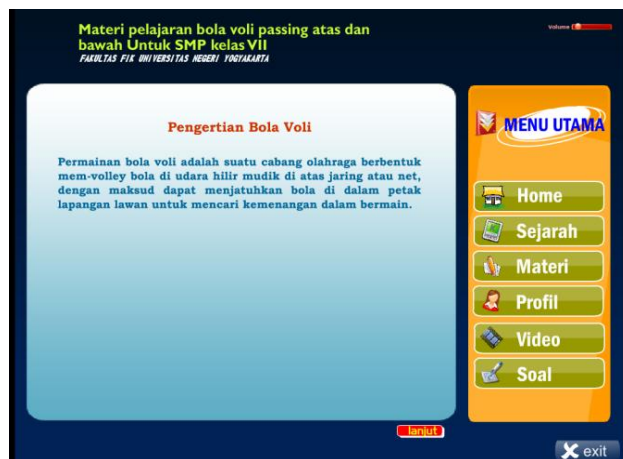 Materi pelajaran bola voli passing atas dan
bawah Untuk SMP kelas VII
FAKULTAS FIK UNIVERSITAS NEGERI YOGYAKARTA
Volume
Pengertian Bola Voli
Permainan bola voli adalah suatu cabang olahraga berbentuk
mem-volley bola di udara hilir mudik di atas jaring atau net,
dengan maksud dapat menjatuhkan bola di dalam petak
lapangan lawan untuk mencari kemenangan dalam bermain.
MENU UTAMA
Home
Sejarah
Materi
Profil
Video
Soal
lanjut
exit